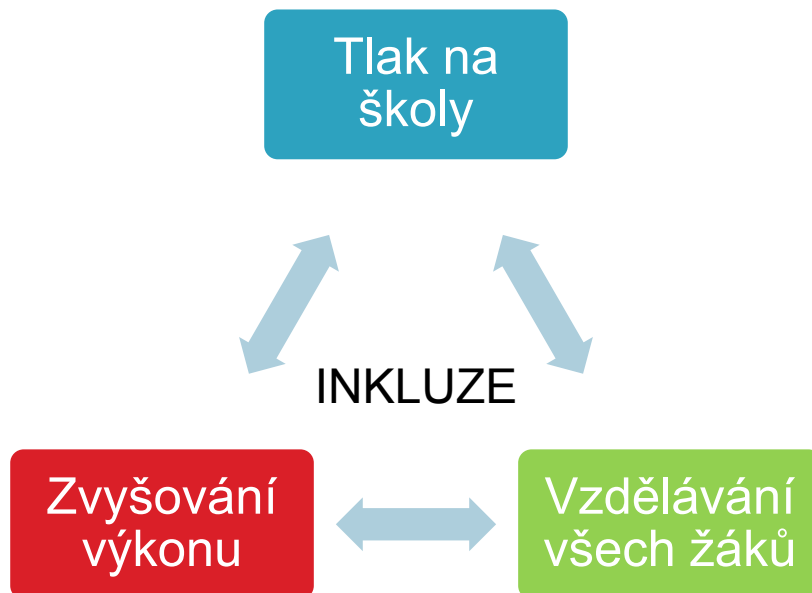 Tlak na
školy
INKLUZE
Zvyšování
výkonu
Vzdělávání
všech žáků